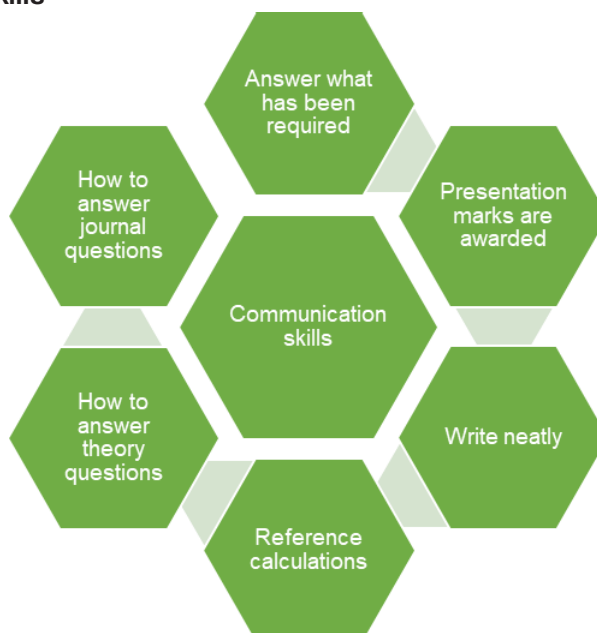 Answer what
has been
required
Presentation
marks are
awarded
Write neatly
Reference
calculations
How to
answer
theory
questions
How to
answer
journal
questions
Communication
skills